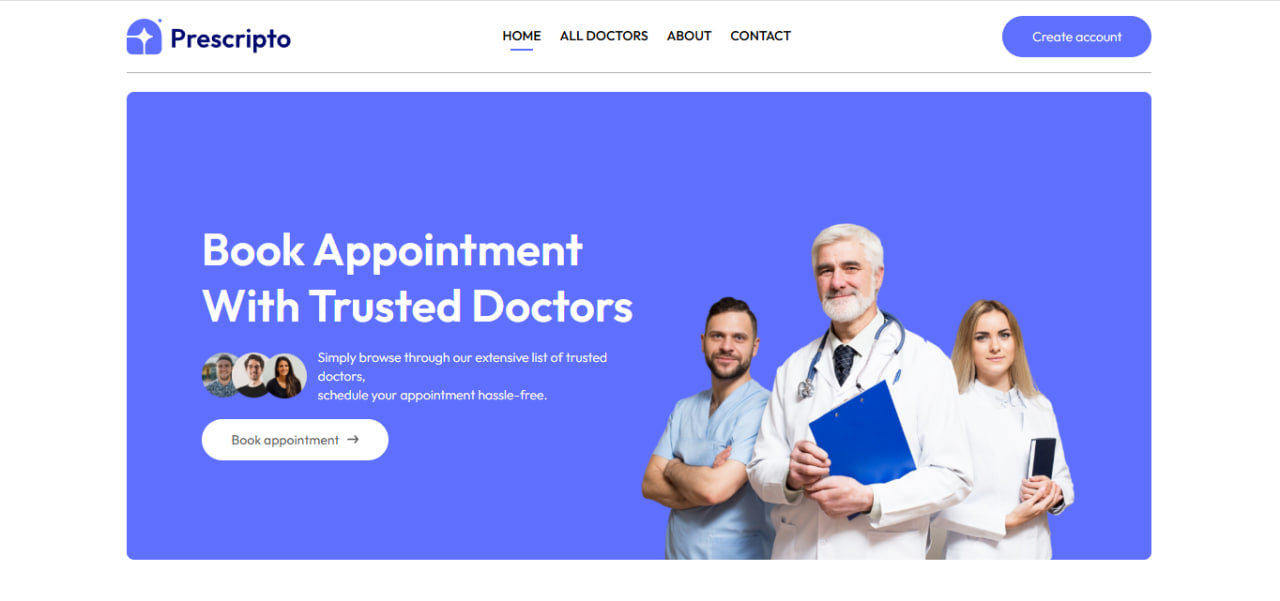 Prescripto
HOME
ALL DOCTORS
ABOUT
CONTACT
Create account
Book Appointment
With Trusted Doctors
Simply browse through our extensive list of trusted
doctors,
schedule your appointment hassle-free.
Book appointment →